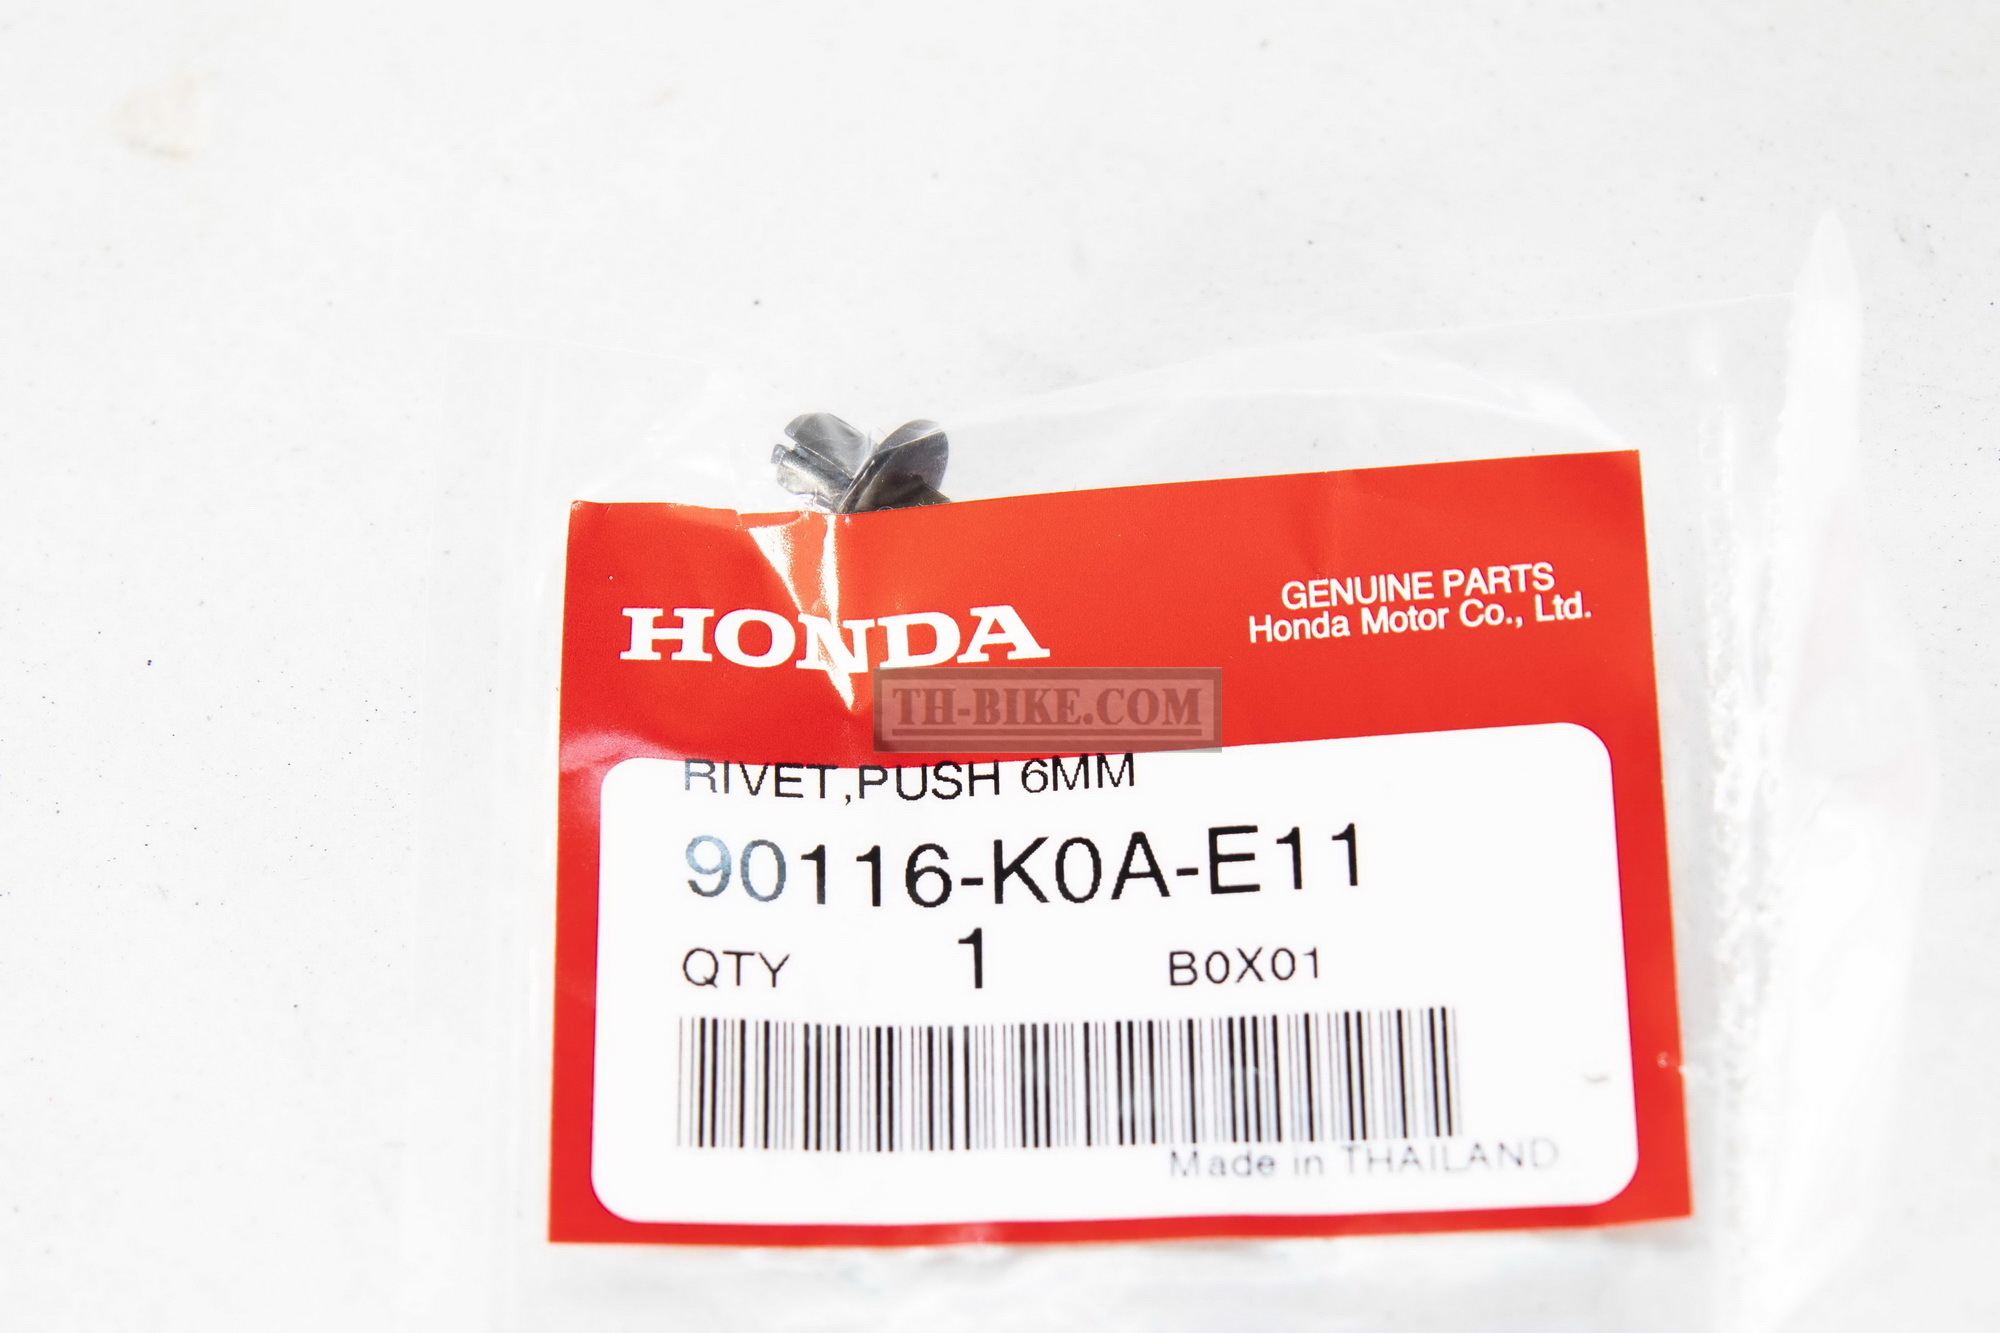 HONDA
GENUINE PARTS
Honda Motor Co., Ltd.
TH-BIKE.COM
RIVET,PUSH 6MM
90116-K0A-E11
QTY 1 B0X01
Made in THAILAND